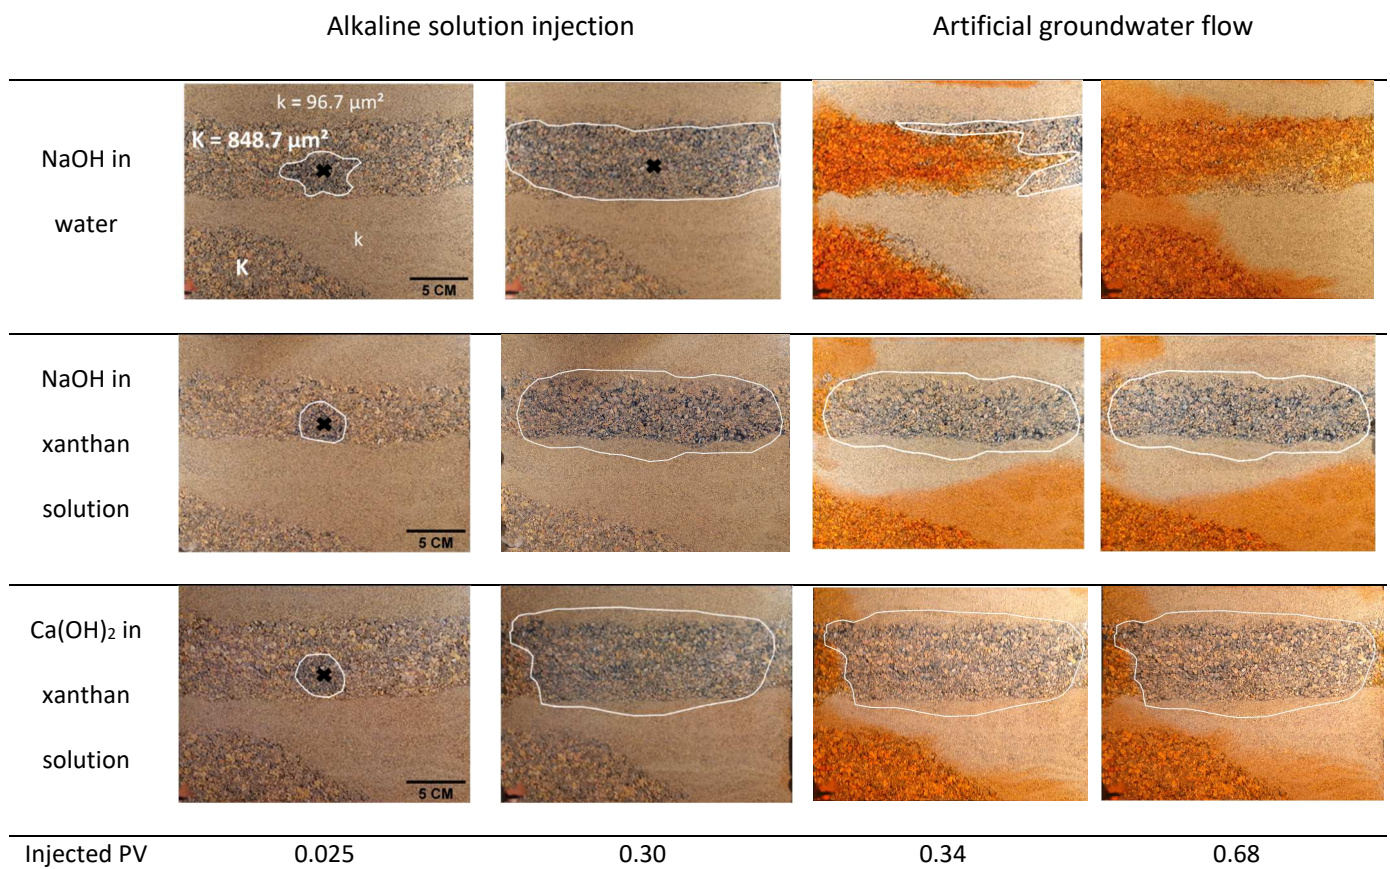 Alkaline solution injection
Artificial groundwater flow
NaOH in
water
k = 96.7 µm²
K = 848.7 µm²
k
K
5 CM
NaOH in
xanthan
solution
5 CM
Ca(OH)₂ in
xanthan
solution
5 CM
Injected PV
0.025
0.30
0.34
0.68